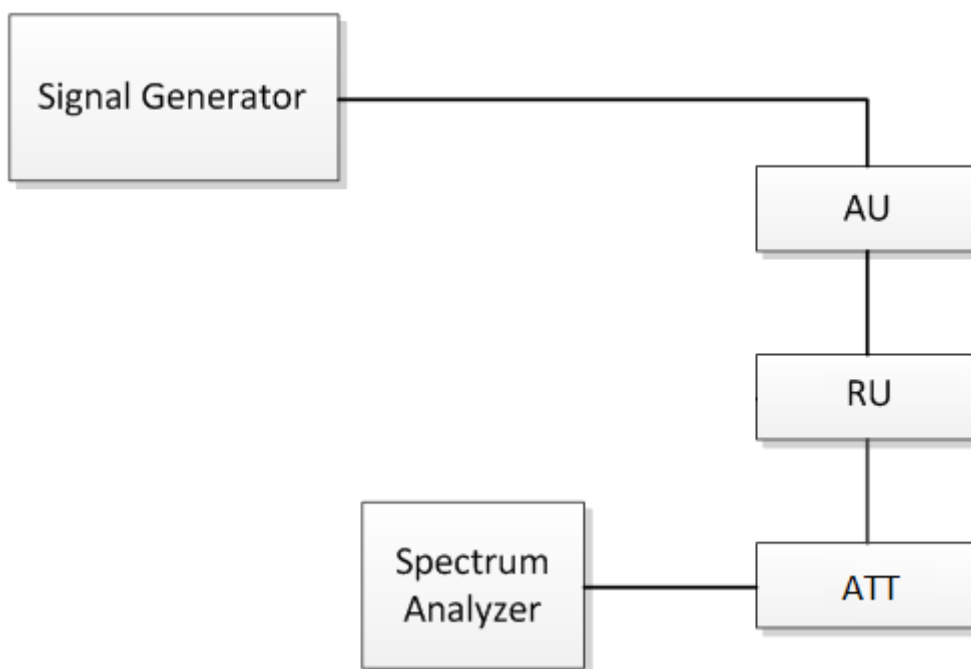 Signal Generator
AU
RU
Spectrum
Analyzer
ATT